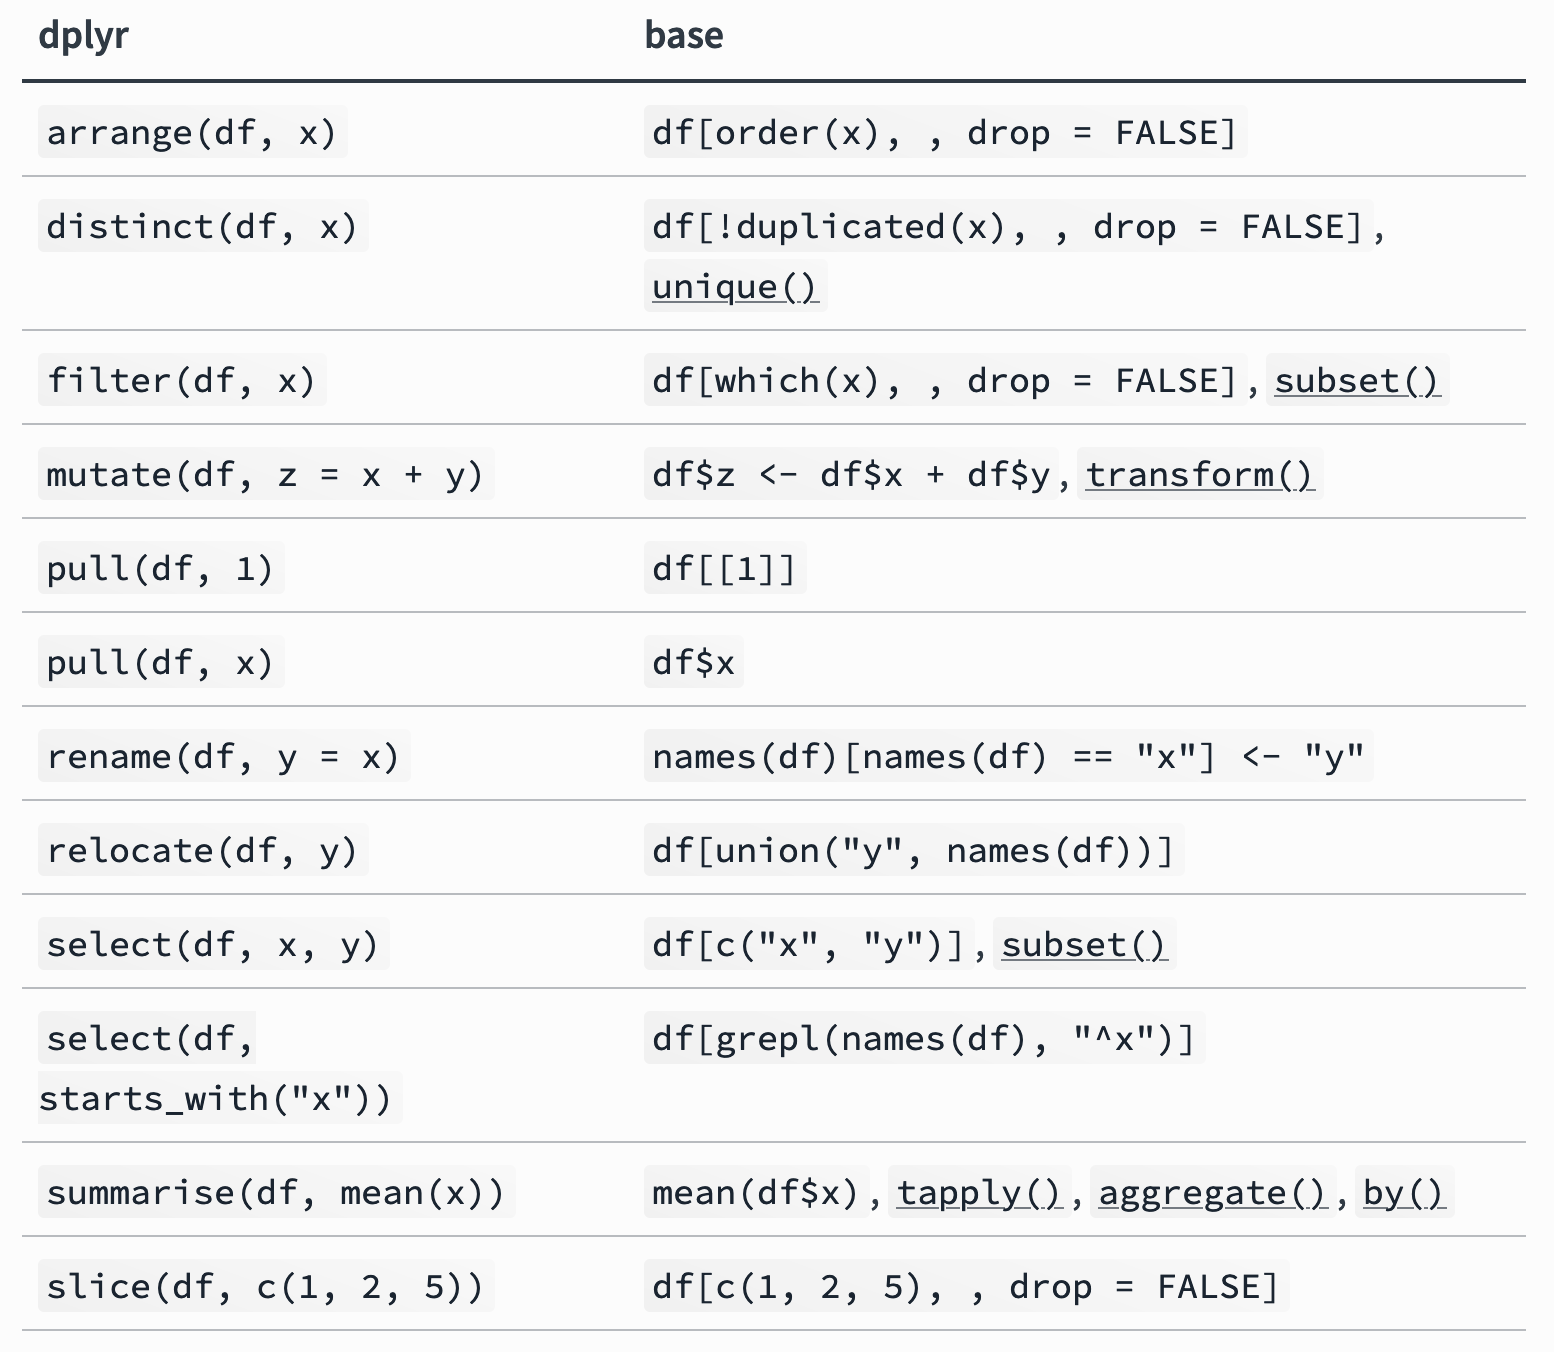 dplyr base
arrange(df, x) df[order(x), , drop = FALSE]
distinct(df, x) df[!duplicated(x), , drop = FALSE],
unique()
filter(df, x) df[which(x), , drop = FALSE], subset()
mutate(df, z = x + y) df$z <- df$x + df$y, transform()
pull(df, 1) df[[1]]
pull(df, x) df$x
rename(df, y = x) names(df)[names(df) == "x"] <- "y"
relocate(df, y) df[union("y", names(df))]
select(df, x, y) df[c("x", "y")], subset()
select(df, df[grepl(names(df), "^x")]
starts_with("x"))
summarise(df, mean(x)) mean(df$x), tapply(), aggregate(), by()
slice(df, c(1, 2, 5)) df[c(1, 2, 5), , drop = FALSE]